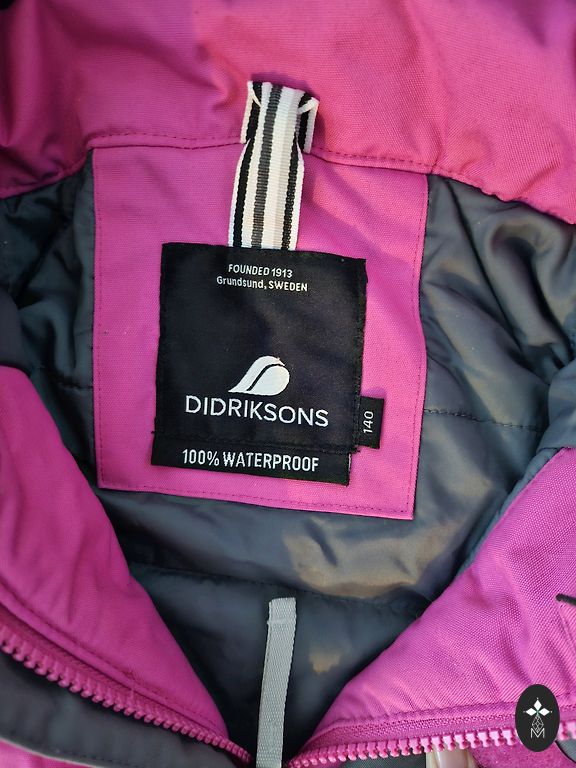 FOUNDED 1913
Grundsund, SWEDEN
DIDRIKSONS
140
100% WATERPROOF